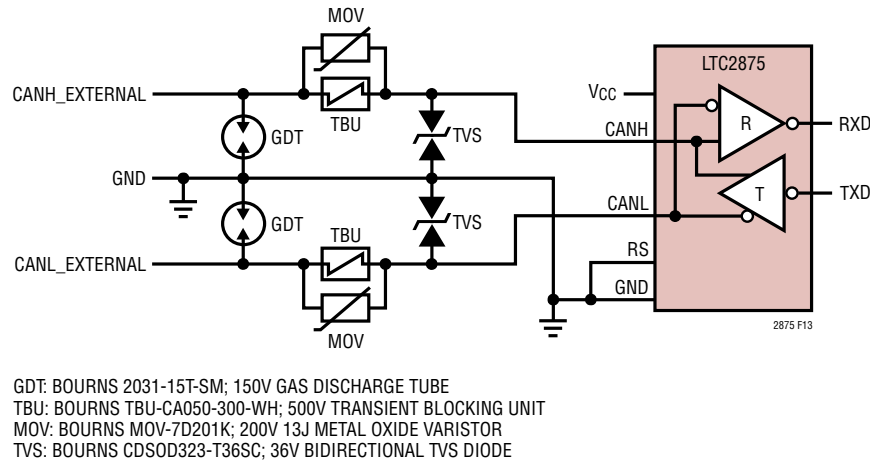 MOV
LTC2875
CANH_EXTERNAL
VCC
TBU
CANH
R
RXD
GDT
TVS
GND
T
TXD
CANL
GDT
TVS
TBU
RS
CANL_EXTERNAL
GND
MOV
2875 F13
GDT: BOURNS 2031-15T-SM; 150V GAS DISCHARGE TUBE
TBU: BOURNS TBU-CA050-300-WH; 500V TRANSIENT BLOCKING UNIT
MOV: BOURNS MOV-7D201K; 200V 13J METAL OXIDE VARISTOR
TVS: BOURNS CDSOD323-T36SC; 36V BIDIRECTIONAL TVS DIODE